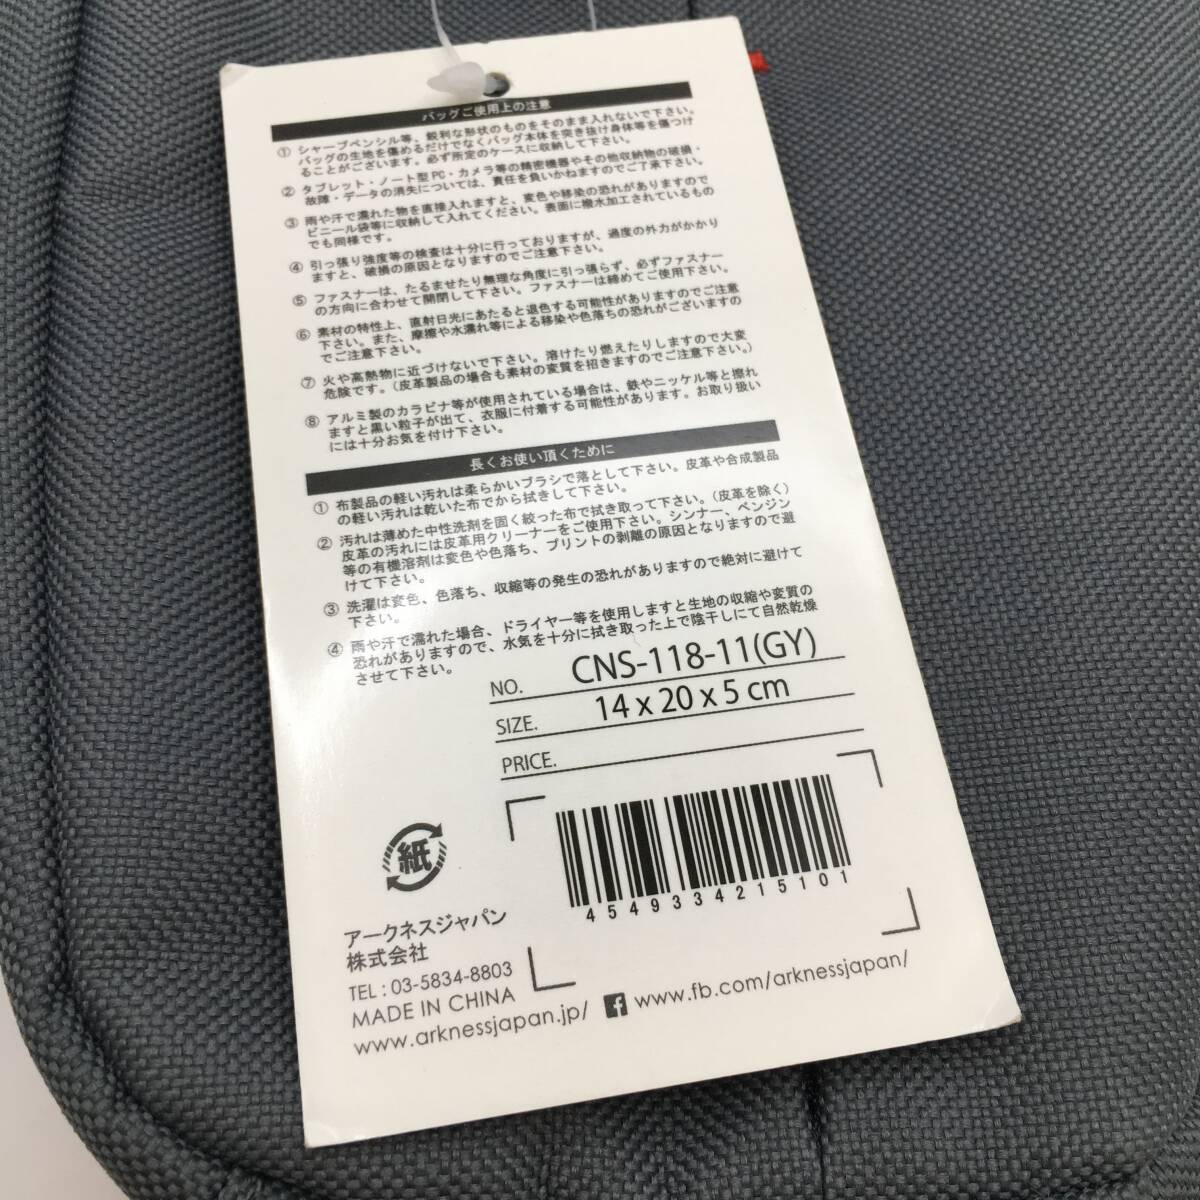 バッグご使用上の注意
① シャープペンシル等、鋭利な形状のものをそのまま入れないで下さい。
バッグの生地を傷めるだけでなくバッグ本体を突き抜け身体等を傷つけ
ることがございます。必ず所定のケースに収納して下さい。
② タブレット・ノート型PC・カメラ等の精密機器やその他収納物の破損・
故障・データの消失については、責任を負いかねますのでご了承下さい。
③ 雨や汗で濡れた物を直接入れますと、変色や移染の恐れがありますので
ビニール袋等に収納して入れてください。表面に撥水加工されているもの
でも同様です。
④ 引っ張り強度等の検査は十分に行っておりますが、過度の外力がかかり
ますと、破損の原因となりますのでご注意下さい。
⑤ ファスナーは、たるませたり無理な角度に引っ張らず、必ずファスナー
の方向に合わせて開閉して下さい。ファスナーは締めてご使用下さい。
⑥ 素材の特性上、直射日光にあたると退色する可能性がありますのでご注意
下さい。また、摩擦や水濡れ等による移染や色落ちの恐れがございますの
でご注意下さい。
⑦ 火や高熱物に近づけないで下さい。溶けたり燃えたりしますので大変
危険です。（皮革製品の場合も素材の変質を招きますのでご注意下さい。）
⑧ アルミ製のカラビナ等が使用されている場合は、鉄やニッケル等と擦れ
ますと黒い粒子が出て、衣服に付着する可能性があります。お取り扱い
には十分お気を付け下さい。
長くお使い頂くために
① 布製品の軽い汚れは柔らかいブラシで落として下さい。皮革や合成製品
の軽い汚れは乾いた布でから拭きして下さい。
② 汚れは薄めた中性洗剤を固く絞った布で拭き取って下さい。（皮革を除く）
皮革の汚れには皮革用クリーナーをご使用下さい。シンナー、ベンジン
等の有機溶剤は変色や色落ち、プリントの剥離の原因となりますので避
けて下さい。
③ 洗濯は変色、色落ち、収縮等の発生の恐れがありますので絶対に避けて
下さい。
④ 雨や汗で濡れた場合、ドライヤー等を使用しますと生地の収縮や変質の
恐れがありますので、水気を十分に拭き取った上で陰干しにて自然乾燥
させて下さい。
NO. CNS-118-11(GY)
SIZE. 14 x 20 x 5 cm
PRICE.
4549334215101
紙
アークネスジャパン
株式会社
TEL : 03-5834-8803
MADE IN CHINA
www.arknessjapan.jp/ f www.fb.com/arknessjapan/